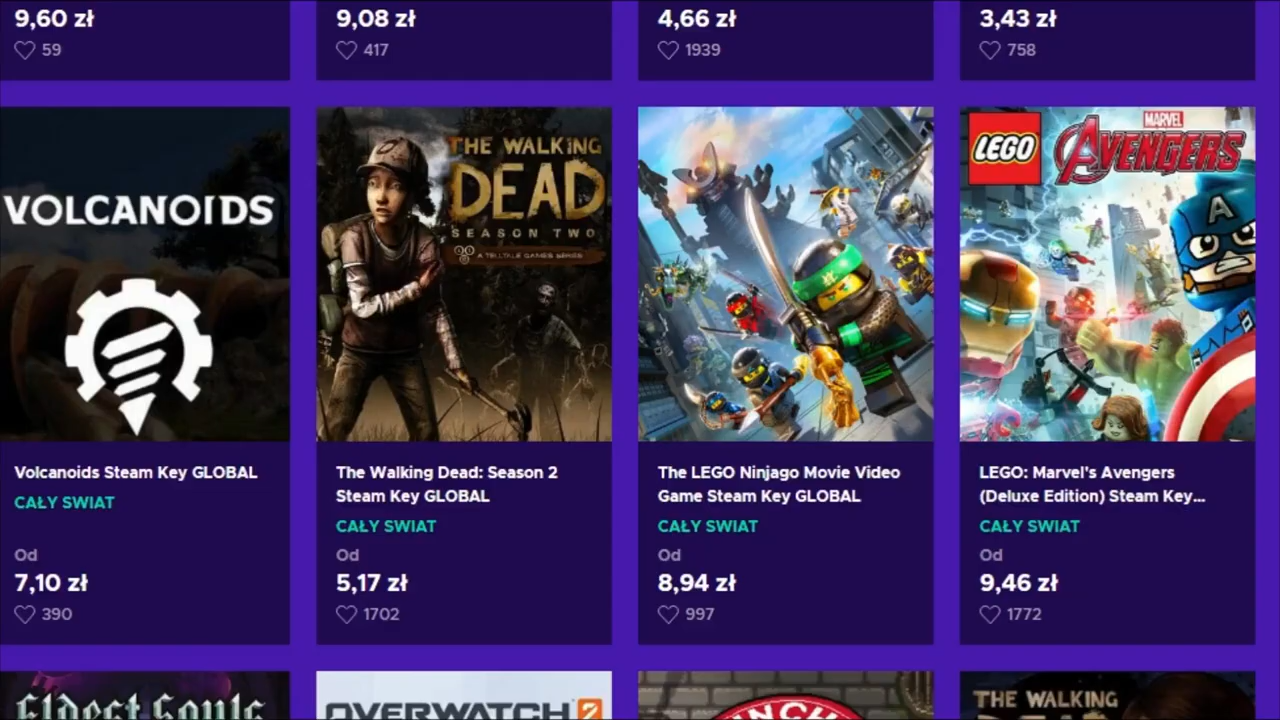 9,60 zł
59
9,08 zł
417
4,66 zł
1939
3,43 zł
758
VOLCANOIDS
Volcanoids Steam Key GLOBAL
CAŁY SWIAT
Od
7,10 zł
390
THE WALKING
DEAD
SEASON TWO
A TELLTALE GAMES SERIES
The Walking Dead: Season 2
Steam Key GLOBAL
CAŁY SWIAT
Od
5,17 zł
1702
The LEGO Ninjago Movie Video
Game Steam Key GLOBAL
CAŁY SWIAT
Od
8,94 zł
997
LEGO
MARVEL
AVENGERS
A
LEGO: Marvel's Avengers
(Deluxe Edition) Steam Key...
CAŁY SWIAT
Od
9,46 zł
1772
Eldest Souls
OVERWATCH 2
THE WALKING